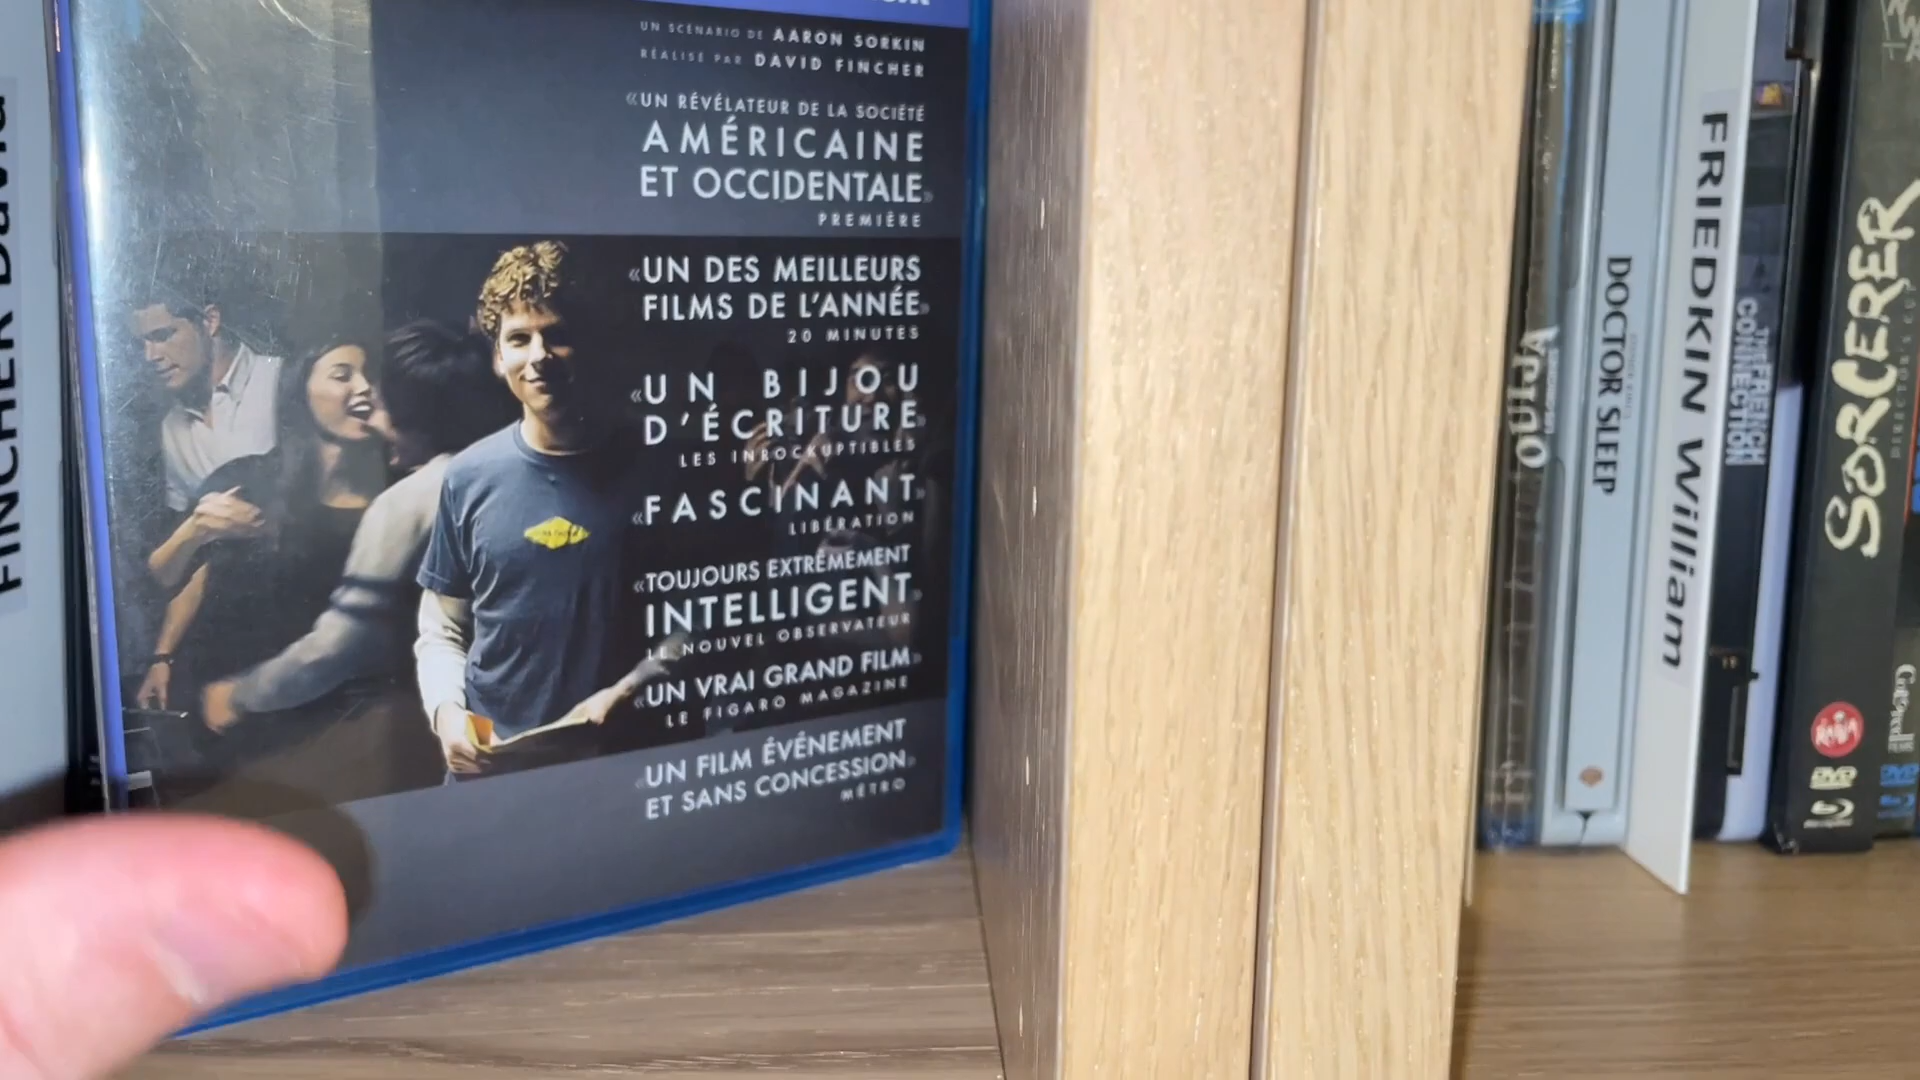 FINCHER David
UN SCÉNARIO DE AARON SORKIN
RÉALISÉ PAR DAVID FINCHER
«UN RÉVÉLATEUR DE LA SOCIÉTÉ
AMÉRICAINE
ET OCCIDENTALE»
PREMIÈRE
«UN DES MEILLEURS
FILMS DE L'ANNÉE»
20 MINUTES
«UN BIJOU
D'ÉCRITURE»
LES INROCKUPTIBLES
«FASCINANT»
LIBÉRATION
«TOUJOURS EXTRÊMEMENT
INTELLIGENT»
LE NOUVEL OBSERVATEUR
«UN VRAI GRAND FILM»
LE FIGARO MAGAZINE
«UN FILM ÉVÉNEMENT
ET SANS CONCESSION»
MÉTRO
OUIJA
DOCTOR SLEEP
FRIEDKIN William
THE FRENCH
CONNECTION
SORCERER
DIRECTOR'S CUT
DVD